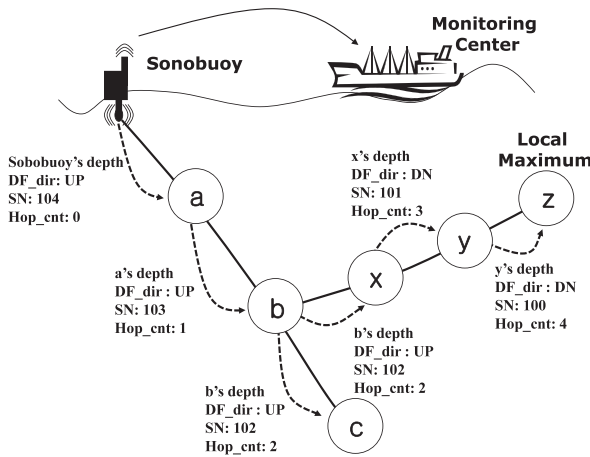 Monitoring
Center
Sonobuoy
Sobobuoy's depth
DF_dir: UP
SN: 104
Hop_cnt: 0
a
x's depth
DF_dir : DN
SN: 101
Hop_cnt: 3
Local
Maximum
z
y
a's depth
DF_dir : UP
SN: 103
Hop_cnt: 1
b
x
y's depth
DF_dir : DN
SN: 100
Hop_cnt: 4
b's depth
DF_dir: UP
SN: 102
Hop_cnt: 2
b's depth
DF_dir : UP
SN: 102
Hop_cnt: 2
c